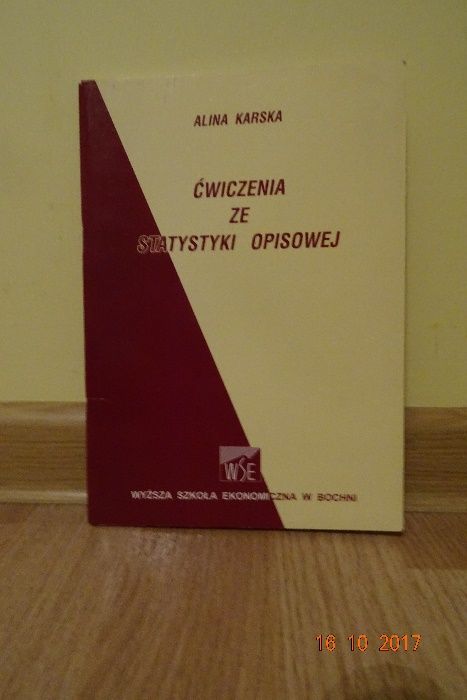 ALINA KARSKA
ĆWICZENIA
ZE
STATYSTYKI OPISOWEJ
WSE
WYŻSZA SZKOŁA EKONOMICZNA W BOCHNI
16 10 2017